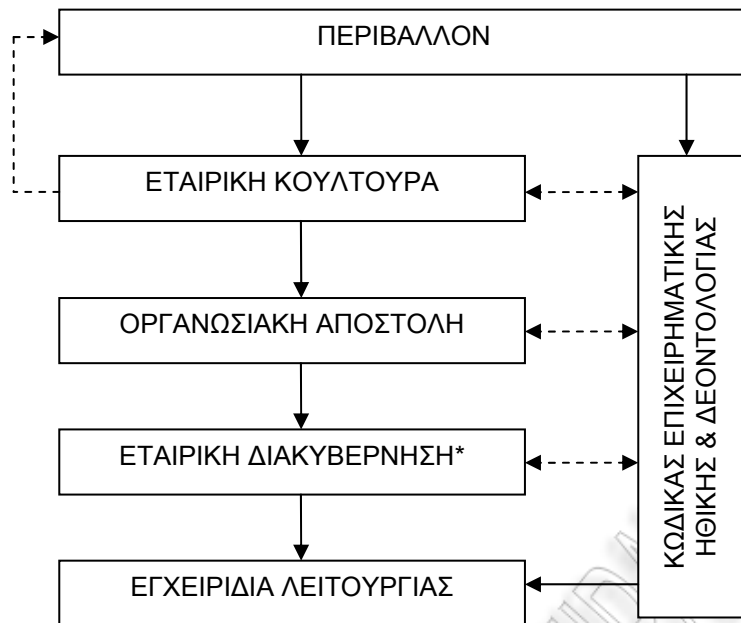 ΠΕΡΙΒΑΛΛΟΝ
ΕΤΑΙΡΙΚΗ ΚΟΥΛΤΟΥΡΑ
ΟΡΓΑΝΩΣΙΑΚΗ ΑΠΟΣΤΟΛΗ
ΕΤΑΙΡΙΚΗ ΔΙΑΚΥΒΕΡΝΗΣΗ*
ΕΓΧΕΙΡΙΔΙΑ ΛΕΙΤΟΥΡΓΙΑΣ
ΚΩΔΙΚΑΣ ΕΠΙΧΕΙΡΗΜΑΤΙΚΗΣ
ΗΘΙΚΗΣ & ΔΕΟΝΤΟΛΟΓΙΑΣ